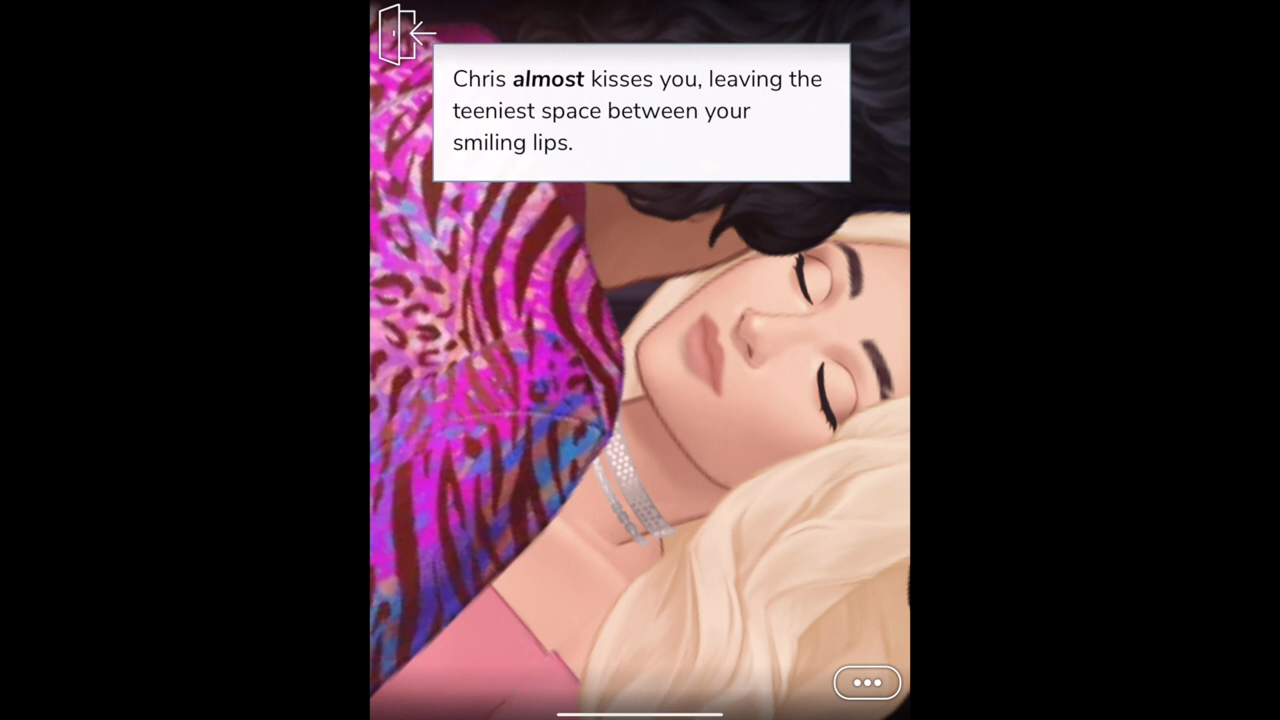 Chris almost kisses you, leaving the
teeniest space between your
smiling lips.